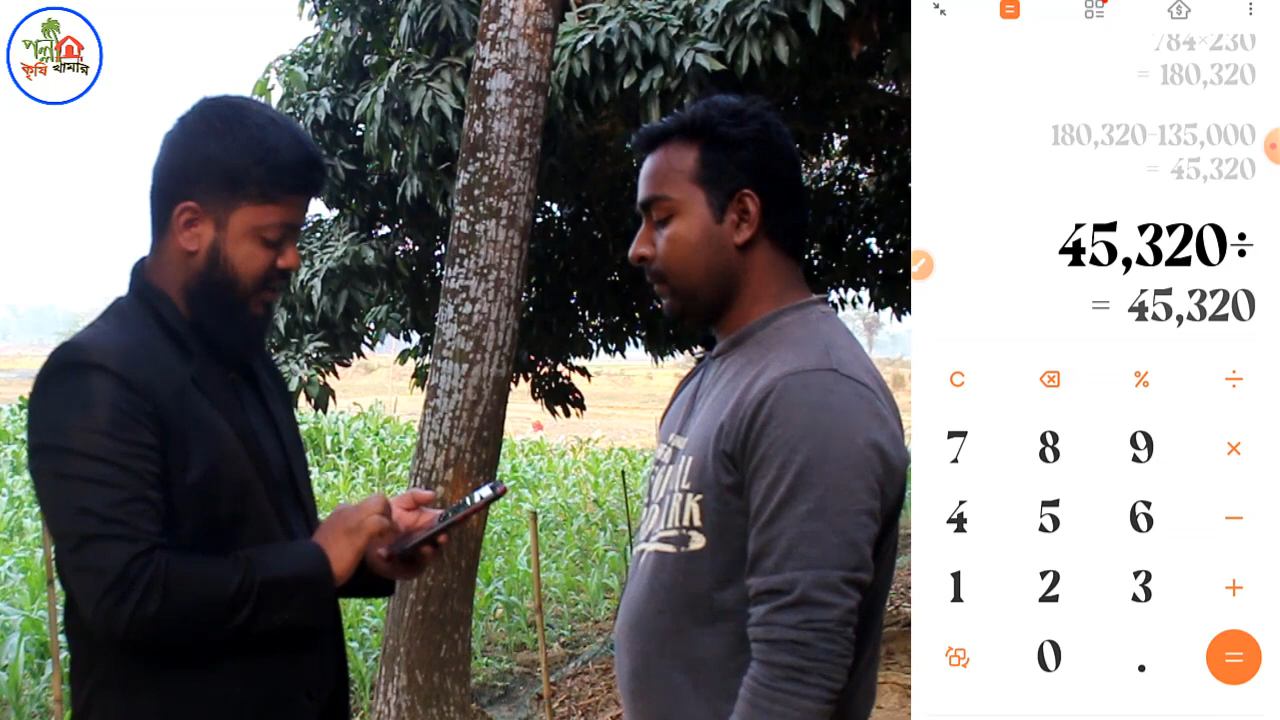 পল্লী
কৃষি খামার
784×230
= 180,320
180,320-135,000
= 45,320
45,320÷
= 45,320
C % ÷
7 8 9 ×
4 5 6 −
1 2 3 +
0 . =